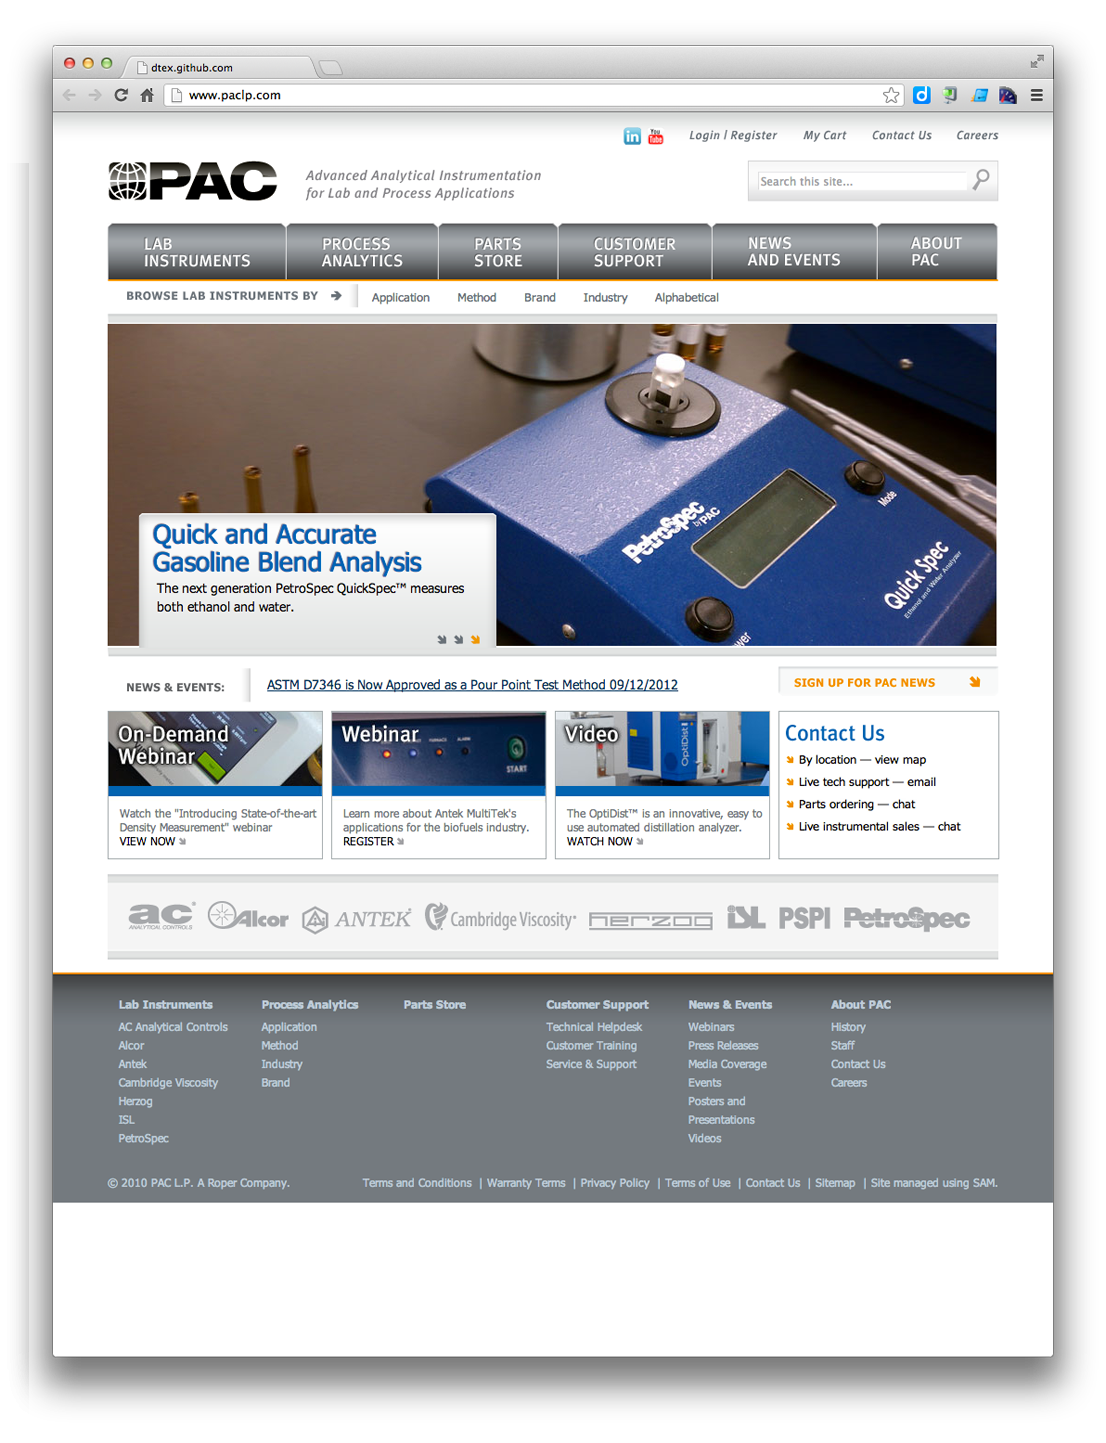 dtex.github.com
www.paclp.com
in
You Tube
Login | Register
My Cart
Contact Us
Careers
PAC
Advanced Analytical Instrumentation
for Lab and Process Applications
Search this site...
LAB
INSTRUMENTS
PROCESS
ANALYTICS
PARTS
STORE
CUSTOMER
SUPPORT
NEWS
AND EVENTS
ABOUT
PAC
BROWSE LAB INSTRUMENTS BY
Application
Method
Brand
Industry
Alphabetical
PetroSpec
by PAC
Mode
Quick Spec
Ethanol and Water Analyzer
Quick and Accurate
Gasoline Blend Analysis
The next generation PetroSpec QuickSpec™ measures
both ethanol and water.
NEWS & EVENTS:
ASTM D7346 is Now Approved as a Pour Point Test Method 09/12/2012
SIGN UP FOR PAC NEWS
On-Demand
Webinar
Watch the "Introducing State-of-the-art
Density Measurement" webinar
VIEW NOW
Webinar
FURNACE
ALARM
START
Learn more about Antek MultiTek's
applications for the biofuels industry.
REGISTER
Video
OptiDist
The OptiDist™ is an innovative, easy to
use automated distillation analyzer.
WATCH NOW
Contact Us
By location — view map
Live tech support — email
Parts ordering — chat
Live instrumental sales — chat
ac
ANALYTICAL CONTROLS
Alcor
ANTEK
Cambridge Viscosity
HERZOG
iSL
PSPI
PetroSpec
Lab Instruments
AC Analytical Controls
Alcor
Antek
Cambridge Viscosity
Herzog
ISL
PetroSpec
Process Analytics
Application
Method
Industry
Brand
Parts Store
Customer Support
Technical Helpdesk
Customer Training
Service & Support
News & Events
Webinars
Press Releases
Media Coverage
Events
Posters and
Presentations
Videos
About PAC
History
Staff
Contact Us
Careers
© 2010 PAC L.P. A Roper Company.
Terms and Conditions | Warranty Terms | Privacy Policy | Terms of Use | Contact Us | Sitemap | Site managed using SAM.